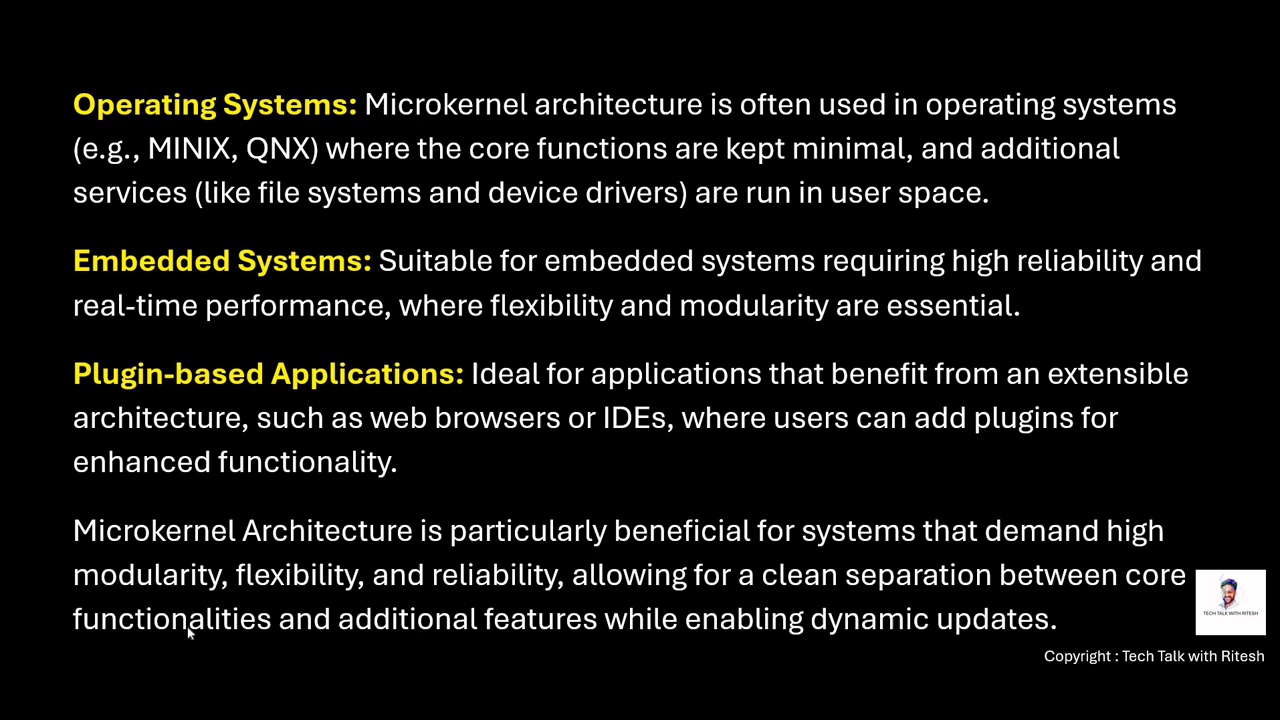 Operating Systems: Microkernel architecture is often used in operating systems
(e.g., MINIX, QNX) where the core functions are kept minimal, and additional
services (like file systems and device drivers) are run in user space.
Embedded Systems: Suitable for embedded systems requiring high reliability and
real-time performance, where flexibility and modularity are essential.
Plugin-based Applications: Ideal for applications that benefit from an extensible
architecture, such as web browsers or IDEs, where users can add plugins for
enhanced functionality.
Microkernel Architecture is particularly beneficial for systems that demand high
modularity, flexibility, and reliability, allowing for a clean separation between core
functionalities and additional features while enabling dynamic updates.
TECH TALK WITH RITESH
Copyright : Tech Talk with Ritesh